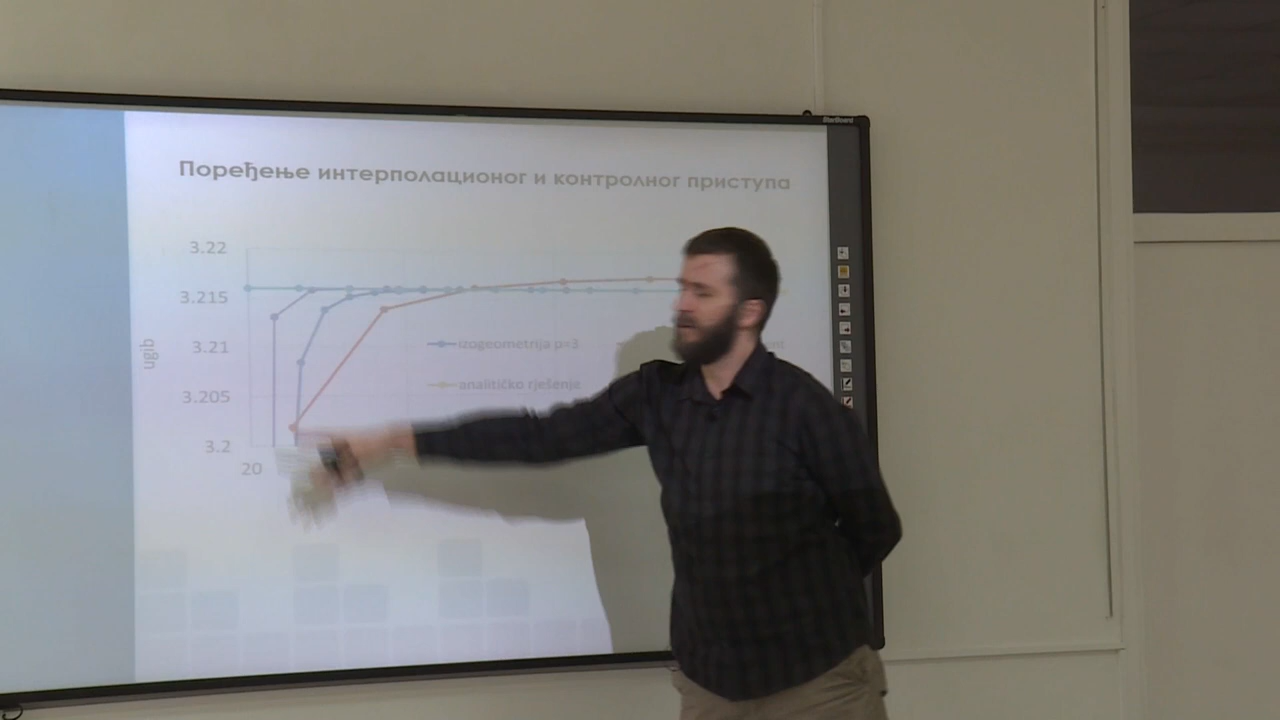 StarBoard
Поређење интерполационог и контролног приступа
3.22
3.215
3.21
3.205
3.2
ugib
20
izogeometrija p=3
analitičko rješenje